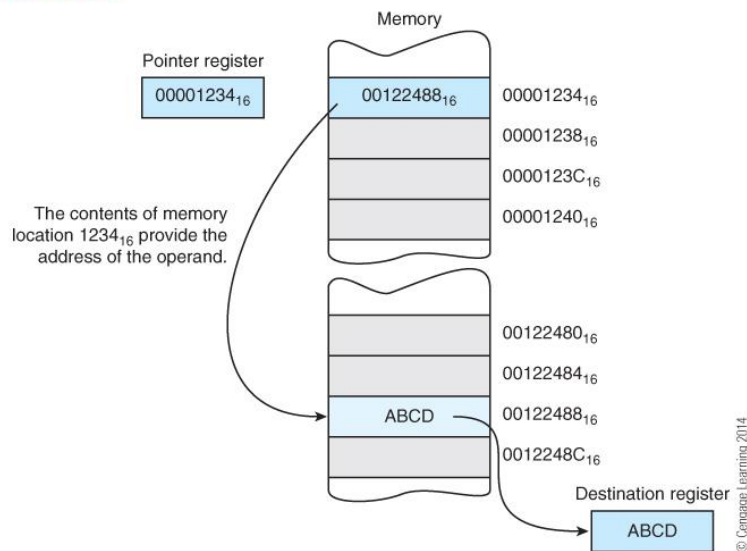 Memory
Pointer register
00001234₁₆
00122488₁₆
00001234₁₆
00001238₁₆
0000123C₁₆
00001240₁₆
The contents of memory
location 1234₁₆ provide the
address of the operand.
00122480₁₆
00122484₁₆
ABCD
00122488₁₆
0012248C₁₆
Destination register
ABCD
© Cengage Learning 2014